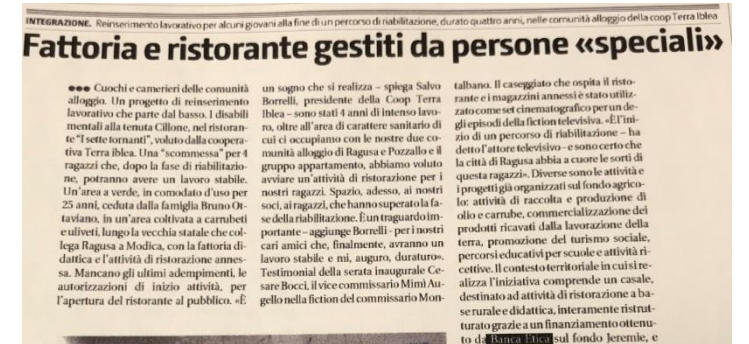 INTEGRAZIONE. Reinserimento lavorativo per alcuni giovani alla fine di un percorso di riabilitazione, durato quattro anni, nelle comunità alloggio della coop Terra Iblea
Fattoria e ristorante gestiti da persone «speciali»
●●● Cuochi e camerieri delle comunità
alloggio. Un progetto di reinserimento
lavorativo che parte dal basso. I disabili
mentali alla tenuta Cillone, nel ristoran-
te "I sette tornanti", voluto dalla coopera-
tiva Terra iblea. Una "scommessa" per 4
ragazzi che, dopo la fase di riabilitazio-
ne, potranno avere un lavoro stabile.
Un'area a verde, in comodato d'uso per
25 anni, ceduta dalla famiglia Bruno Ot-
taviano, in un'area coltivata a carrubeti
e uliveti, lungo la vecchia statale che col-
lega Ragusa a Modica, con la fattoria di-
dattica e l'attività di ristorazione annes-
sa. Mancano gli ultimi adempimenti, le
autorizzazioni di inizio attività, per
l'apertura del ristorante al pubblico. «È
un sogno che si realizza – spiega Salvo
Borrelli, presidente della Coop Terra
Iblea – sono stati 4 anni di intenso lavo-
ro, oltre all'area di carattere sanitario di
cui ci occupiamo con le nostre due co-
munità alloggio di Ragusa e Pozzallo e il
gruppo appartamento, abbiamo voluto
avviare un'attività di ristorazione per i
nostri ragazzi. Spazio, adesso, ai nostri
soci, ai ragazzi, che hanno superato la fa-
se della riabilitazione. È un traguardo im-
portante – aggiunge Borrelli - per i nostri
cari amici che, finalmente, avranno un
lavoro stabile e mi, auguro, duraturo».
Testimonial della serata inaugurale Ce-
sare Bocci, il vice commissario Mimì Au-
gello nella fiction del commissario Mon-
talbano. Il caseggiato che ospita il risto-
rante e i magazzini annessi è stato utiliz-
zato come set cinematografico per un de-
gli episodi della fiction televisiva. «È l'ini-
zio di un percorso di riabilitazione – ha
detto l'attore televisivo - e sono certo che
la città di Ragusa abbia a cuore le sorti di
questa ragazzi». Diverse sono le attività e
i progetti già organizzati sul fondo agrico-
lo: attività di raccolta e produzione di
olio e carrube, commercializzazione dei
prodotti ricavati dalla lavorazione della
terra, promozione del turismo sociale,
percorsi educativi per scuole e attività ri-
cettive. Il contesto territoriale in cui si re-
alizza l'iniziativa comprende un casale,
destinato ad attività di ristorazione a ba-
se rurale e didattica, interamente ristrut-
turato grazie a un finanziamento ottenu-
to da Banca Etica sul fondo Jeremie, e